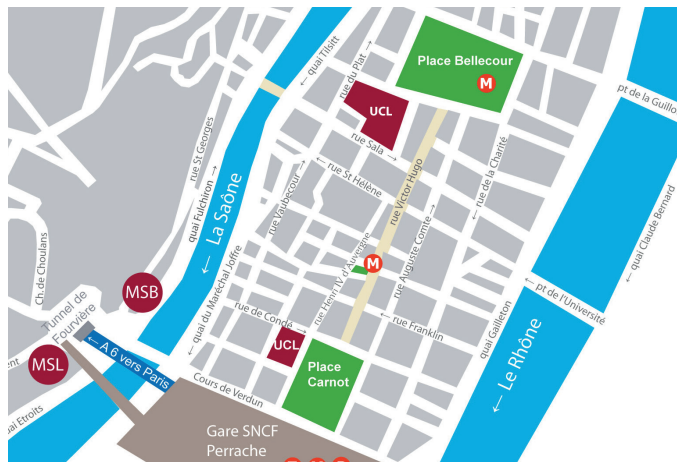 quai Tilsitt →
rue du Plat →
Place Bellecour
M
pt de la Guillo
UCL
rue Sala →
rue St Georges
quai Fulchiron →
← La Saône
rue Vaubecour →
← rue St Hélène
rue Victor Hugo
← rue de la Charité
← quai Claude Bernard
Ch. de Choulans
MSB
← quai du Maréchal Joffre
rue Henri IV d'Auvergne
M
rue Auguste Comte →
← pt de l'Université
quai Gailleton
Tunnel de
Fourvière
rue de Condé →
← rue Franklin
UCL
Place
Carnot
← A 6 vers Paris
MSL
ent
uai Etroits
Cours de Verdun
← Le Rhône
Gare SNCF
Perrache